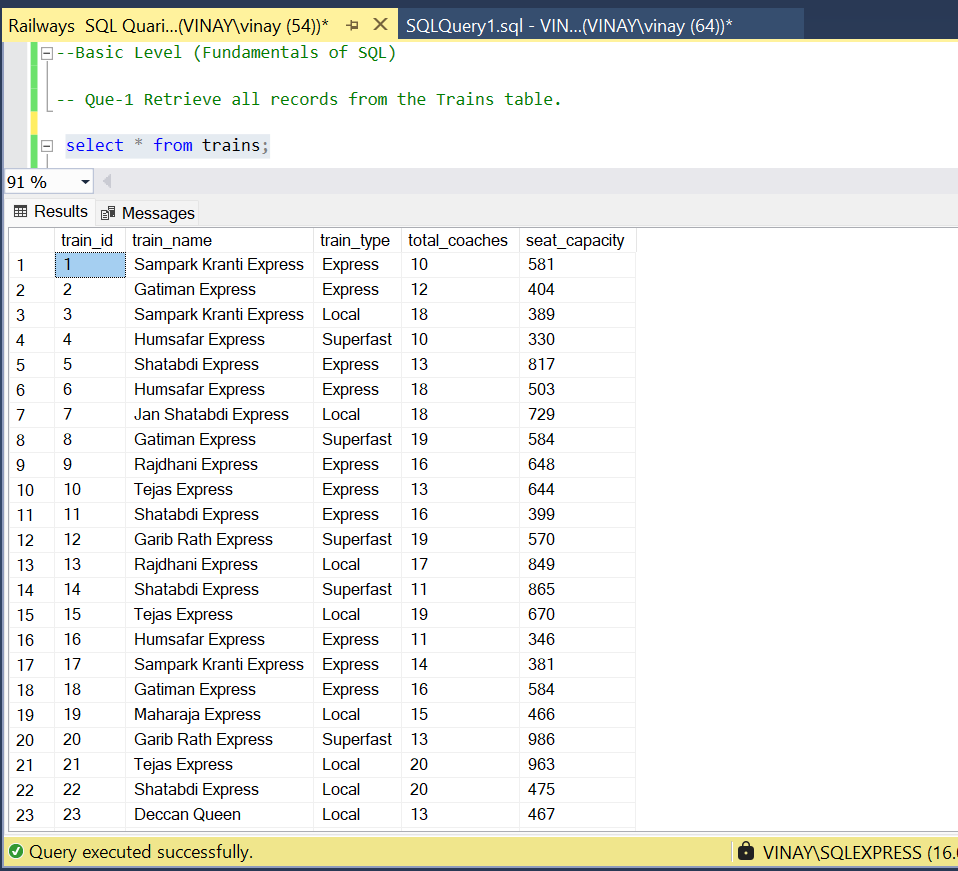 Railways  SQL Quari...(VINAY\vinay (54))* SQLQuery1.sql - VIN...(VINAY\vinay (64))*
--Basic Level (Fundamentals of SQL)
-- Que-1 Retrieve all records from the Trains table.
select * from trains;
91 %
Results Messages
train_id train_name train_type total_coaches seat_capacity
1 1 Sampark Kranti Express Express 10 581
2 2 Gatiman Express Express 12 404
3 3 Sampark Kranti Express Local 18 389
4 4 Humsafar Express Superfast 10 330
5 5 Shatabdi Express Express 13 817
6 6 Humsafar Express Express 18 503
7 7 Jan Shatabdi Express Local 18 729
8 8 Gatiman Express Superfast 19 584
9 9 Rajdhani Express Express 16 648
10 10 Tejas Express Express 13 644
11 11 Shatabdi Express Express 16 399
12 12 Garib Rath Express Superfast 19 570
13 13 Rajdhani Express Local 17 849
14 14 Shatabdi Express Superfast 11 865
15 15 Tejas Express Local 19 670
16 16 Humsafar Express Express 11 346
17 17 Sampark Kranti Express Express 14 381
18 18 Gatiman Express Express 16 584
19 19 Maharaja Express Local 15 466
20 20 Garib Rath Express Superfast 13 986
21 21 Tejas Express Local 20 963
22 22 Shatabdi Express Local 20 475
23 23 Deccan Queen Local 13 467
Query executed successfully. VINAY\SQLEXPRESS (16.